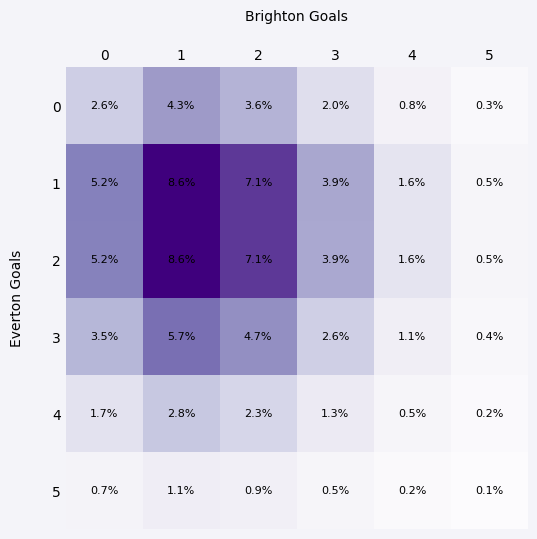 Brighton Goals
0 1 2 3 4 5
0 2.6% 4.3% 3.6% 2.0% 0.8% 0.3%
1 5.2% 8.6% 7.1% 3.9% 1.6% 0.5%
2 5.2% 8.6% 7.1% 3.9% 1.6% 0.5%
3 3.5% 5.7% 4.7% 2.6% 1.1% 0.4%
4 1.7% 2.8% 2.3% 1.3% 0.5% 0.2%
5 0.7% 1.1% 0.9% 0.5% 0.2% 0.1%
Everton Goals